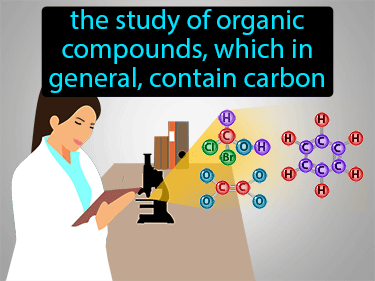 the study of organic
compounds, which in
general, contain carbon
H
Cl C O H
Br
O O
C C
O O
H
H C H
C C
C C
H C H
H